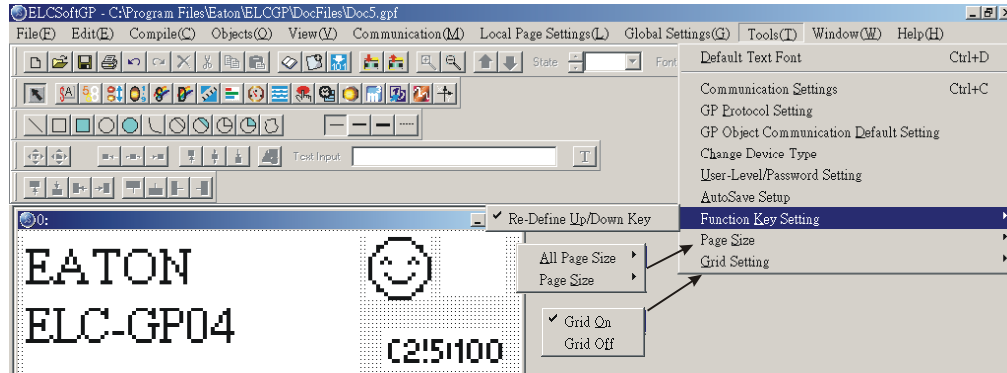 ELCSoftGP - C:\Program Files\Eaton\ELCGP\DocFiles\Doc5.gpf
File(F) Edit(E) Compile(C) Objects(O) View(V) Communication(M) Local Page Settings(L) Global Settings(G) Tools(T) Window(W) Help(H)
State Font
Default Text Font Ctrl+D
Communication Settings Ctrl+C
GP Protocol Setting
GP Object Communication Default Setting
Change Device Type
User-Level/Password Setting
AutoSave Setup
Function Key Setting
Page Size
Grid Setting
Text Input T
0:
Re-Define Up/Down Key
All Page Size
Page Size
Grid On
Grid Off
EATON
ELC-GP04